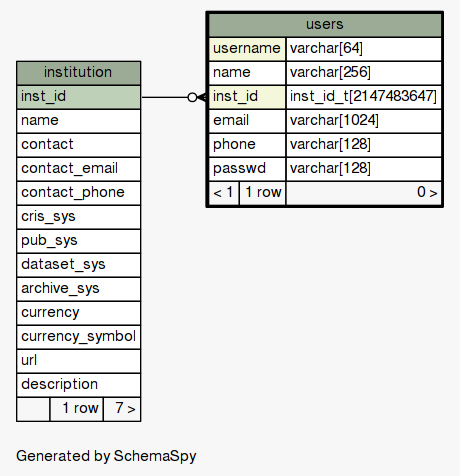 users
username varchar[64]
name varchar[256]
inst_id inst_id_t[2147483647]
email varchar[1024]
phone varchar[128]
passwd varchar[128]
< 1 1 row 0 >
institution
inst_id
name
contact
contact_email
contact_phone
cris_sys
pub_sys
dataset_sys
archive_sys
currency
currency_symbol
url
description
1 row 7 >
Generated by SchemaSpy